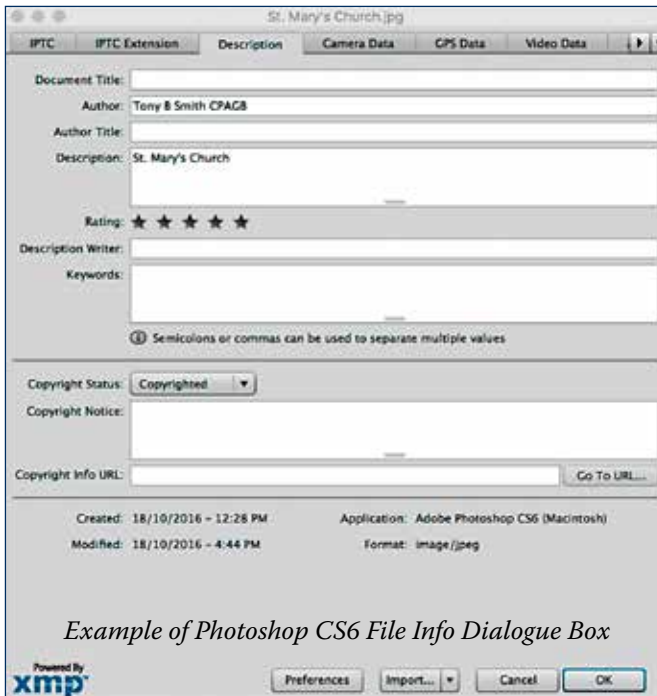 St. Mary's Church.jpg
IPTC IPTC Extension Description Camera Data GPS Data Video Data
Document Title:
Author: Tony B Smith CPAGB
Author Title:
Description: St. Mary's Church
Rating: ★ ★ ★ ★ ★
Description Writer:
Keywords:
Semicolons or commas can be used to separate multiple values
Copyright Status: Copyrighted
Copyright Notice:
Copyright Info URL: Go To URL...
Created: 18/10/2016 - 12:28 PM Application: Adobe Photoshop CS6 (Macintosh)
Modified: 18/10/2016 - 4:44 PM Format: image/jpeg
Example of Photoshop CS6 File Info Dialogue Box
Powered By
xmp Preferences Import... Cancel OK